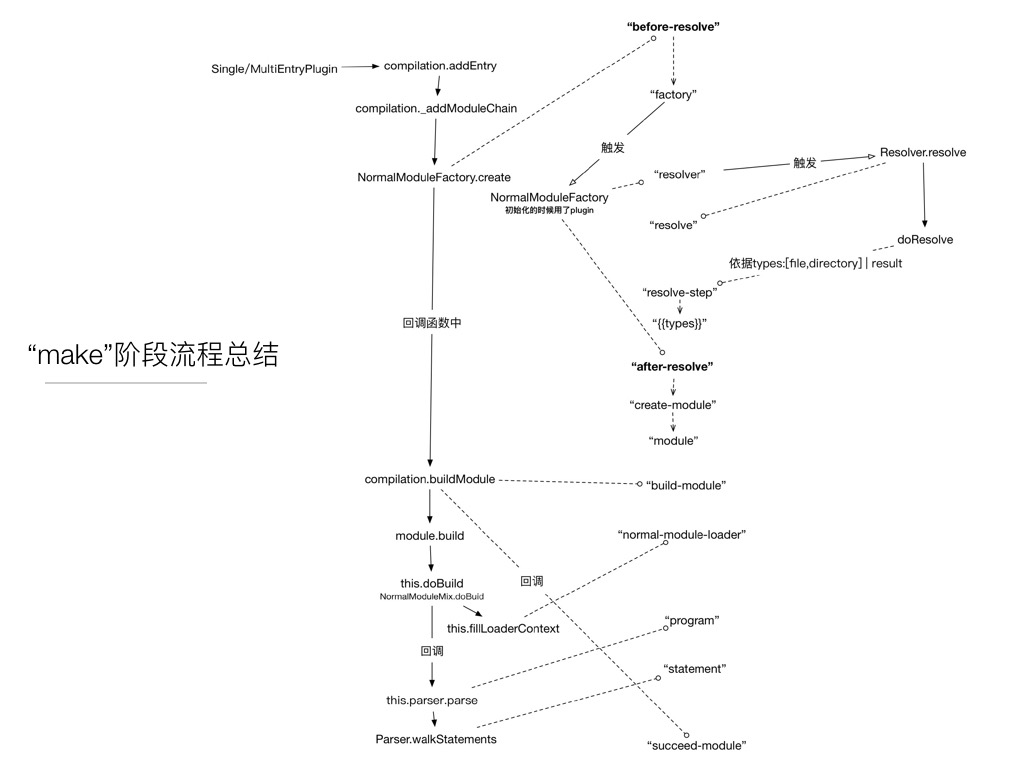 “before-resolve”
Single/MultiEntryPlugin
compilation.addEntry
“factory”
compilation._addModuleChain
触发
Resolver.resolve
触发
NormalModuleFactory.create
“resolver”
NormalModuleFactory
初始化的时候用了plugin
“resolve”
doResolve
依据types:[file,directory] | result
“resolve-step”
回调函数中
“{{types}}”
“make”阶段流程总结
“after-resolve”
“create-module”
“module”
compilation.buildModule
“build-module”
module.build
“normal-module-loader”
this.doBuild
回调
NormalModuleMix.doBuid
this.fillLoaderContext
“program”
回调
“statement”
this.parser.parse
Parser.walkStatements
“succeed-module”